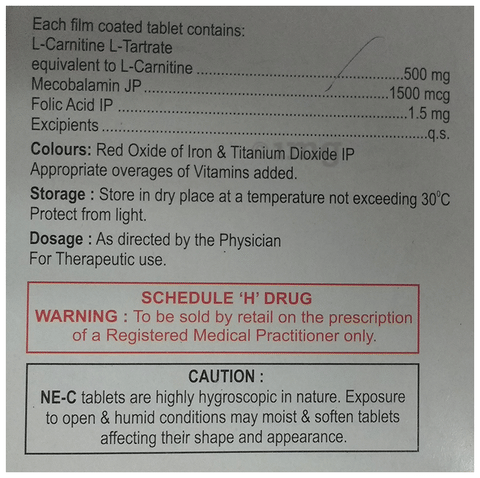 Each film coated tablet contains:
L-Carnitine L-Tartrate
equivalent to L-Carnitine ...............................................500 mg
Mecobalamin JP......................................................1500 mcg
Folic Acid IP ................................................................1.5 mg
Excipients .........................................................................q.s.
Colours: Red Oxide of Iron & Titanium Dioxide IP
Appropriate overages of Vitamins added.
Storage : Store in dry place at a temperature not exceeding 30°C
Protect from light.
Dosage : As directed by the Physician
For Therapeutic use.
SCHEDULE ‘H’ DRUG
WARNING : To be sold by retail on the prescription
of a Registered Medical Practitioner only.
CAUTION :
NE-C tablets are highly hygroscopic in nature. Exposure
to open & humid conditions may moist & soften tablets
affecting their shape and appearance.